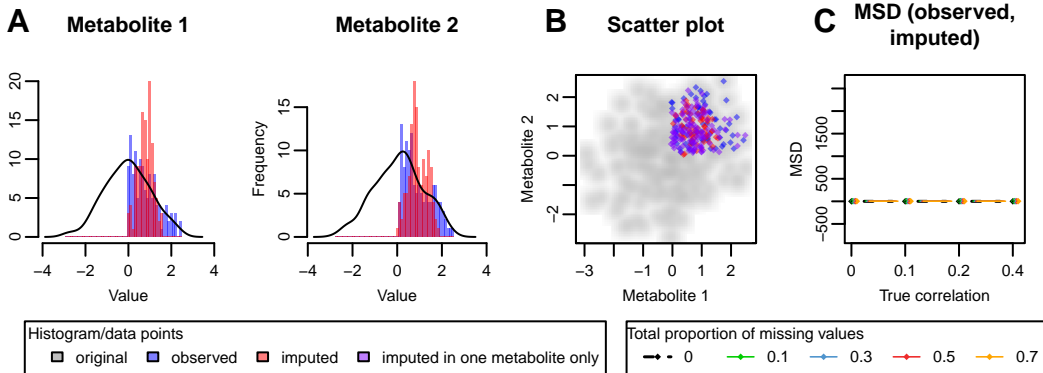 A
Metabolite 1
Metabolite 2
B
Scatter plot
C
MSD (observed,
imputed)
0 5 10 15 20
−4 −2 0 2 4
Value
Frequency
0 5 10 15
−4 −2 0 2 4
Value
Metabolite 2
−2 0 1 2
−3 −1 0 1 2
Metabolite 1
MSD
−500 500 1500
0 0.1 0.2 0.4
True correlation
Histogram/data points
original observed imputed imputed in one metabolite only
Total proportion of missing values
0 0.1 0.3 0.5 0.7